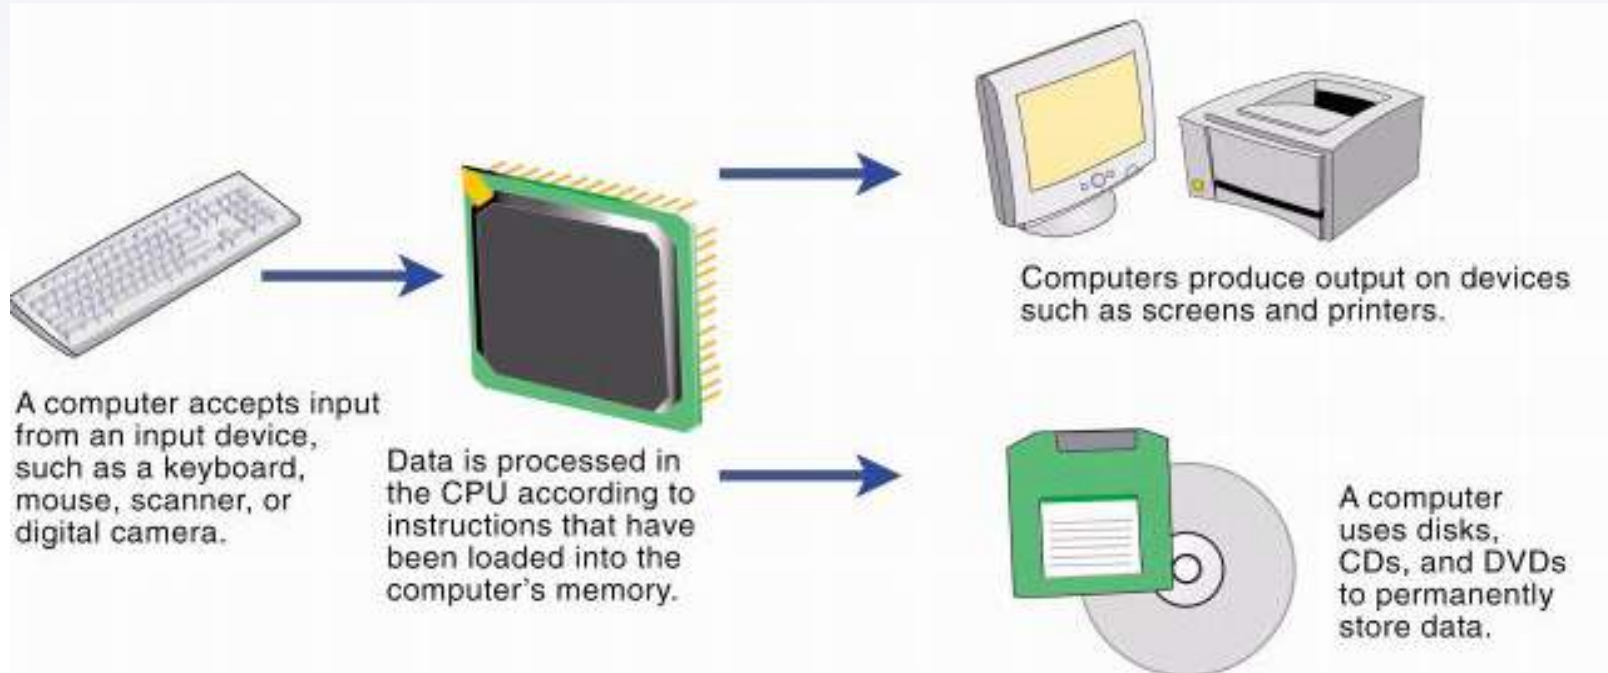 A computer accepts input
from an input device,
such as a keyboard,
mouse, scanner, or
digital camera.
Data is processed in
the CPU according to
instructions that have
been loaded into the
computer's memory.
Computers produce output on devices
such as screens and printers.
A computer
uses disks,
CDs, and DVDs
to permanently
store data.